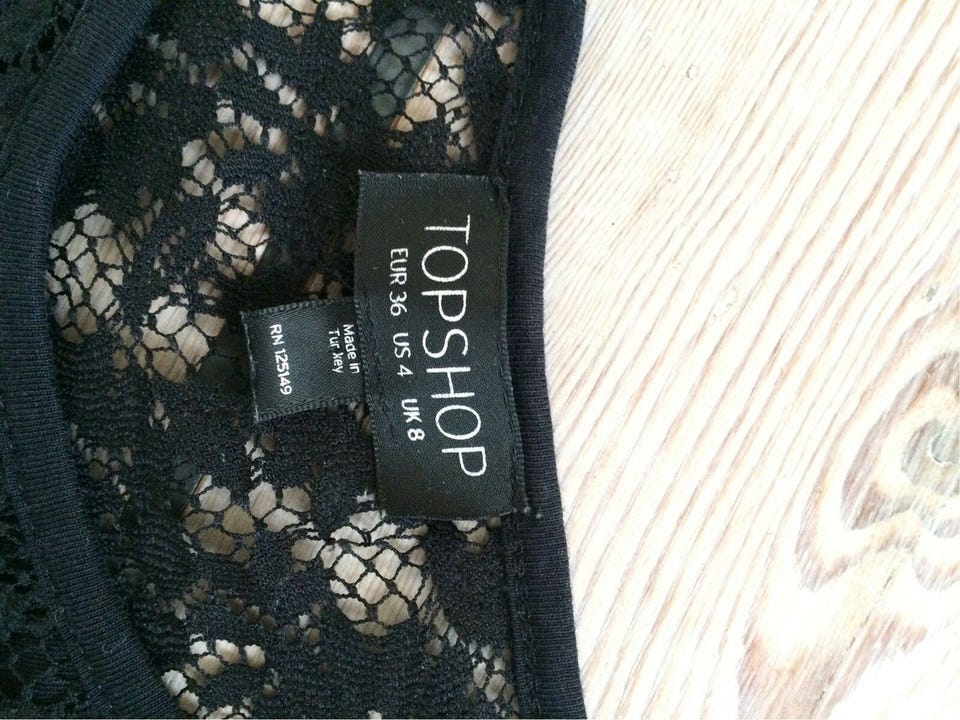 TOPSHOP
EUR 36 US 4 UK 8
Made in
Turkey
RN 125149